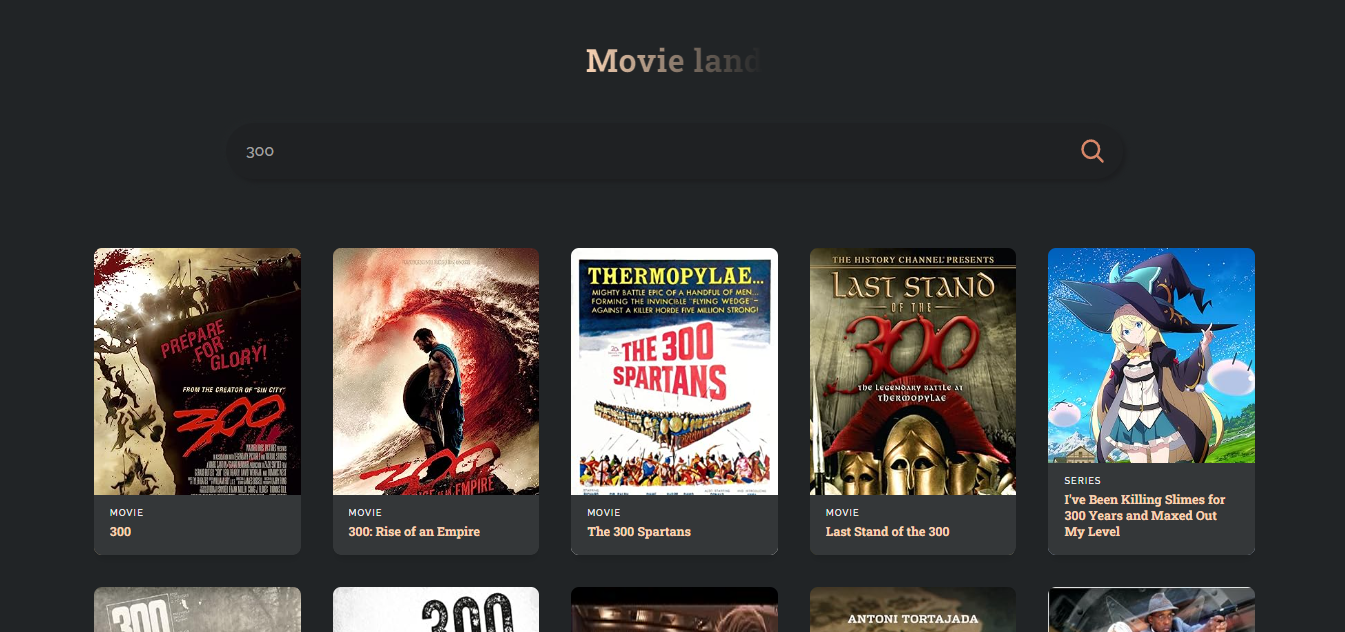 Movie land
300
PREPARE
FOR
GLORY!
FROM THE CREATOR OF "SIN CITY"
300
MOVIE
300
300
RISE OF AN EMPIRE
MOVIE
300: Rise of an Empire
THERMOPYLAE...
MIGHTY BATTLE EPIC OF A HANDFUL OF MEN...
FORMING THE INVINCIBLE "FLYING WEDGE"–
AGAINST A KILLER HORDE FIVE MILLION STRONG!
THE 300
SPARTANS
MOVIE
The 300 Spartans
THE HISTORY CHANNEL PRESENTS
LAST STAND
OF THE
300
THE LEGENDARY BATTLE AT
THERMOPYLAE
MOVIE
Last Stand of the 300
SERIES
I've Been Killing Slimes for
300 Years and Maxed Out
My Level
300
300
ANTONI TORTAJADA